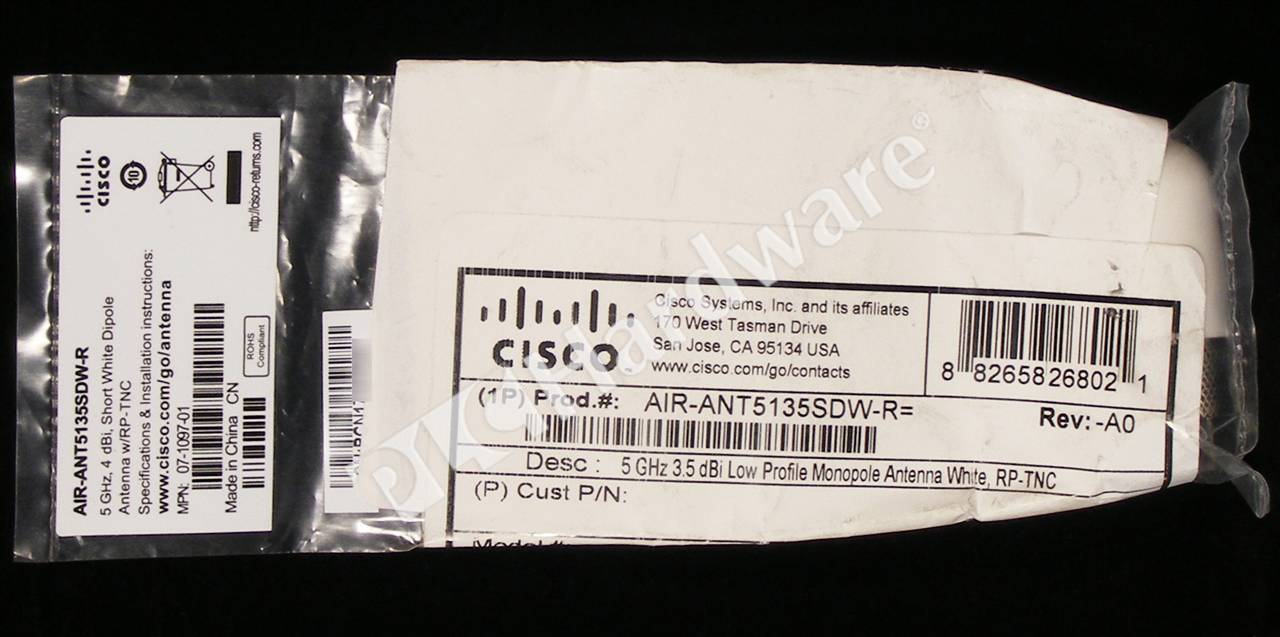 CISCO
10
http://cisco-returns.com
AIR-ANT5135SDW-R
5 GHz, 4 dBi, Short White Dipole
Antenna w/RP-TNC
Specifications & Installation instructions:
www.cisco.com/go/antenna
MPN: 07-1097-01
Made in China CN
ROHS
Compliant
PLCHardware®
CISCO
Cisco Systems, Inc. and its affiliates
170 West Tasman Drive
San Jose, CA 95134 USA
www.cisco.com/go/contacts
8 82658 26802 1
(1P) Prod.#: AIR-ANT5135SDW-R=
Rev: -A0
Desc : 5 GHz 3.5 dBi Low Profile Monopole Antenna White, RP-TNC
(P) Cust P/N: